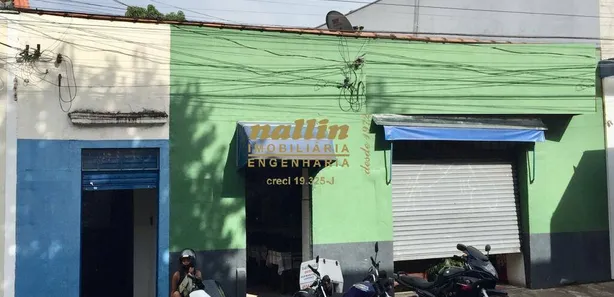 nallin
IMOBILIÁRIA
ENGENHARIA
creci 19.325-J